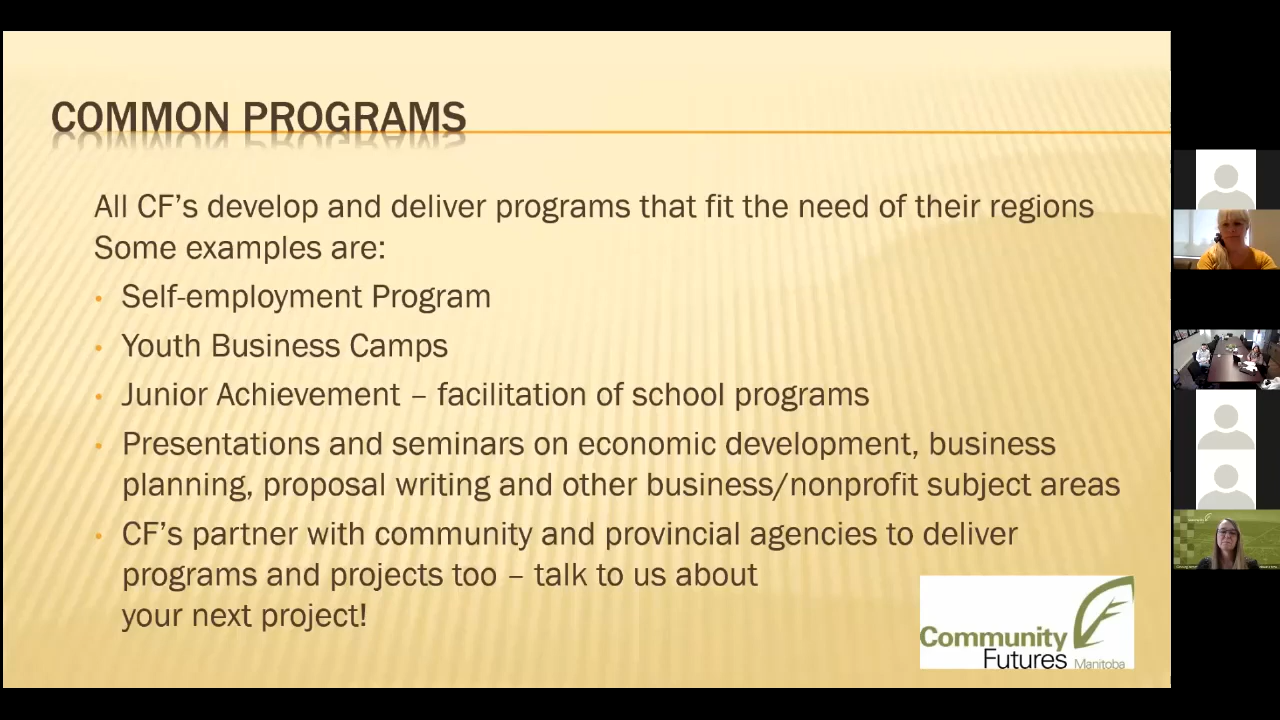 COMMON PROGRAMS
All CF's develop and deliver programs that fit the need of their regions
Some examples are:
• Self-employment Program
• Youth Business Camps
• Junior Achievement – facilitation of school programs
• Presentations and seminars on economic development, business
planning, proposal writing and other business/nonprofit subject areas
• CF's partner with community and provincial agencies to deliver
programs and projects too – talk to us about
your next project!
Community
Futures Manitoba